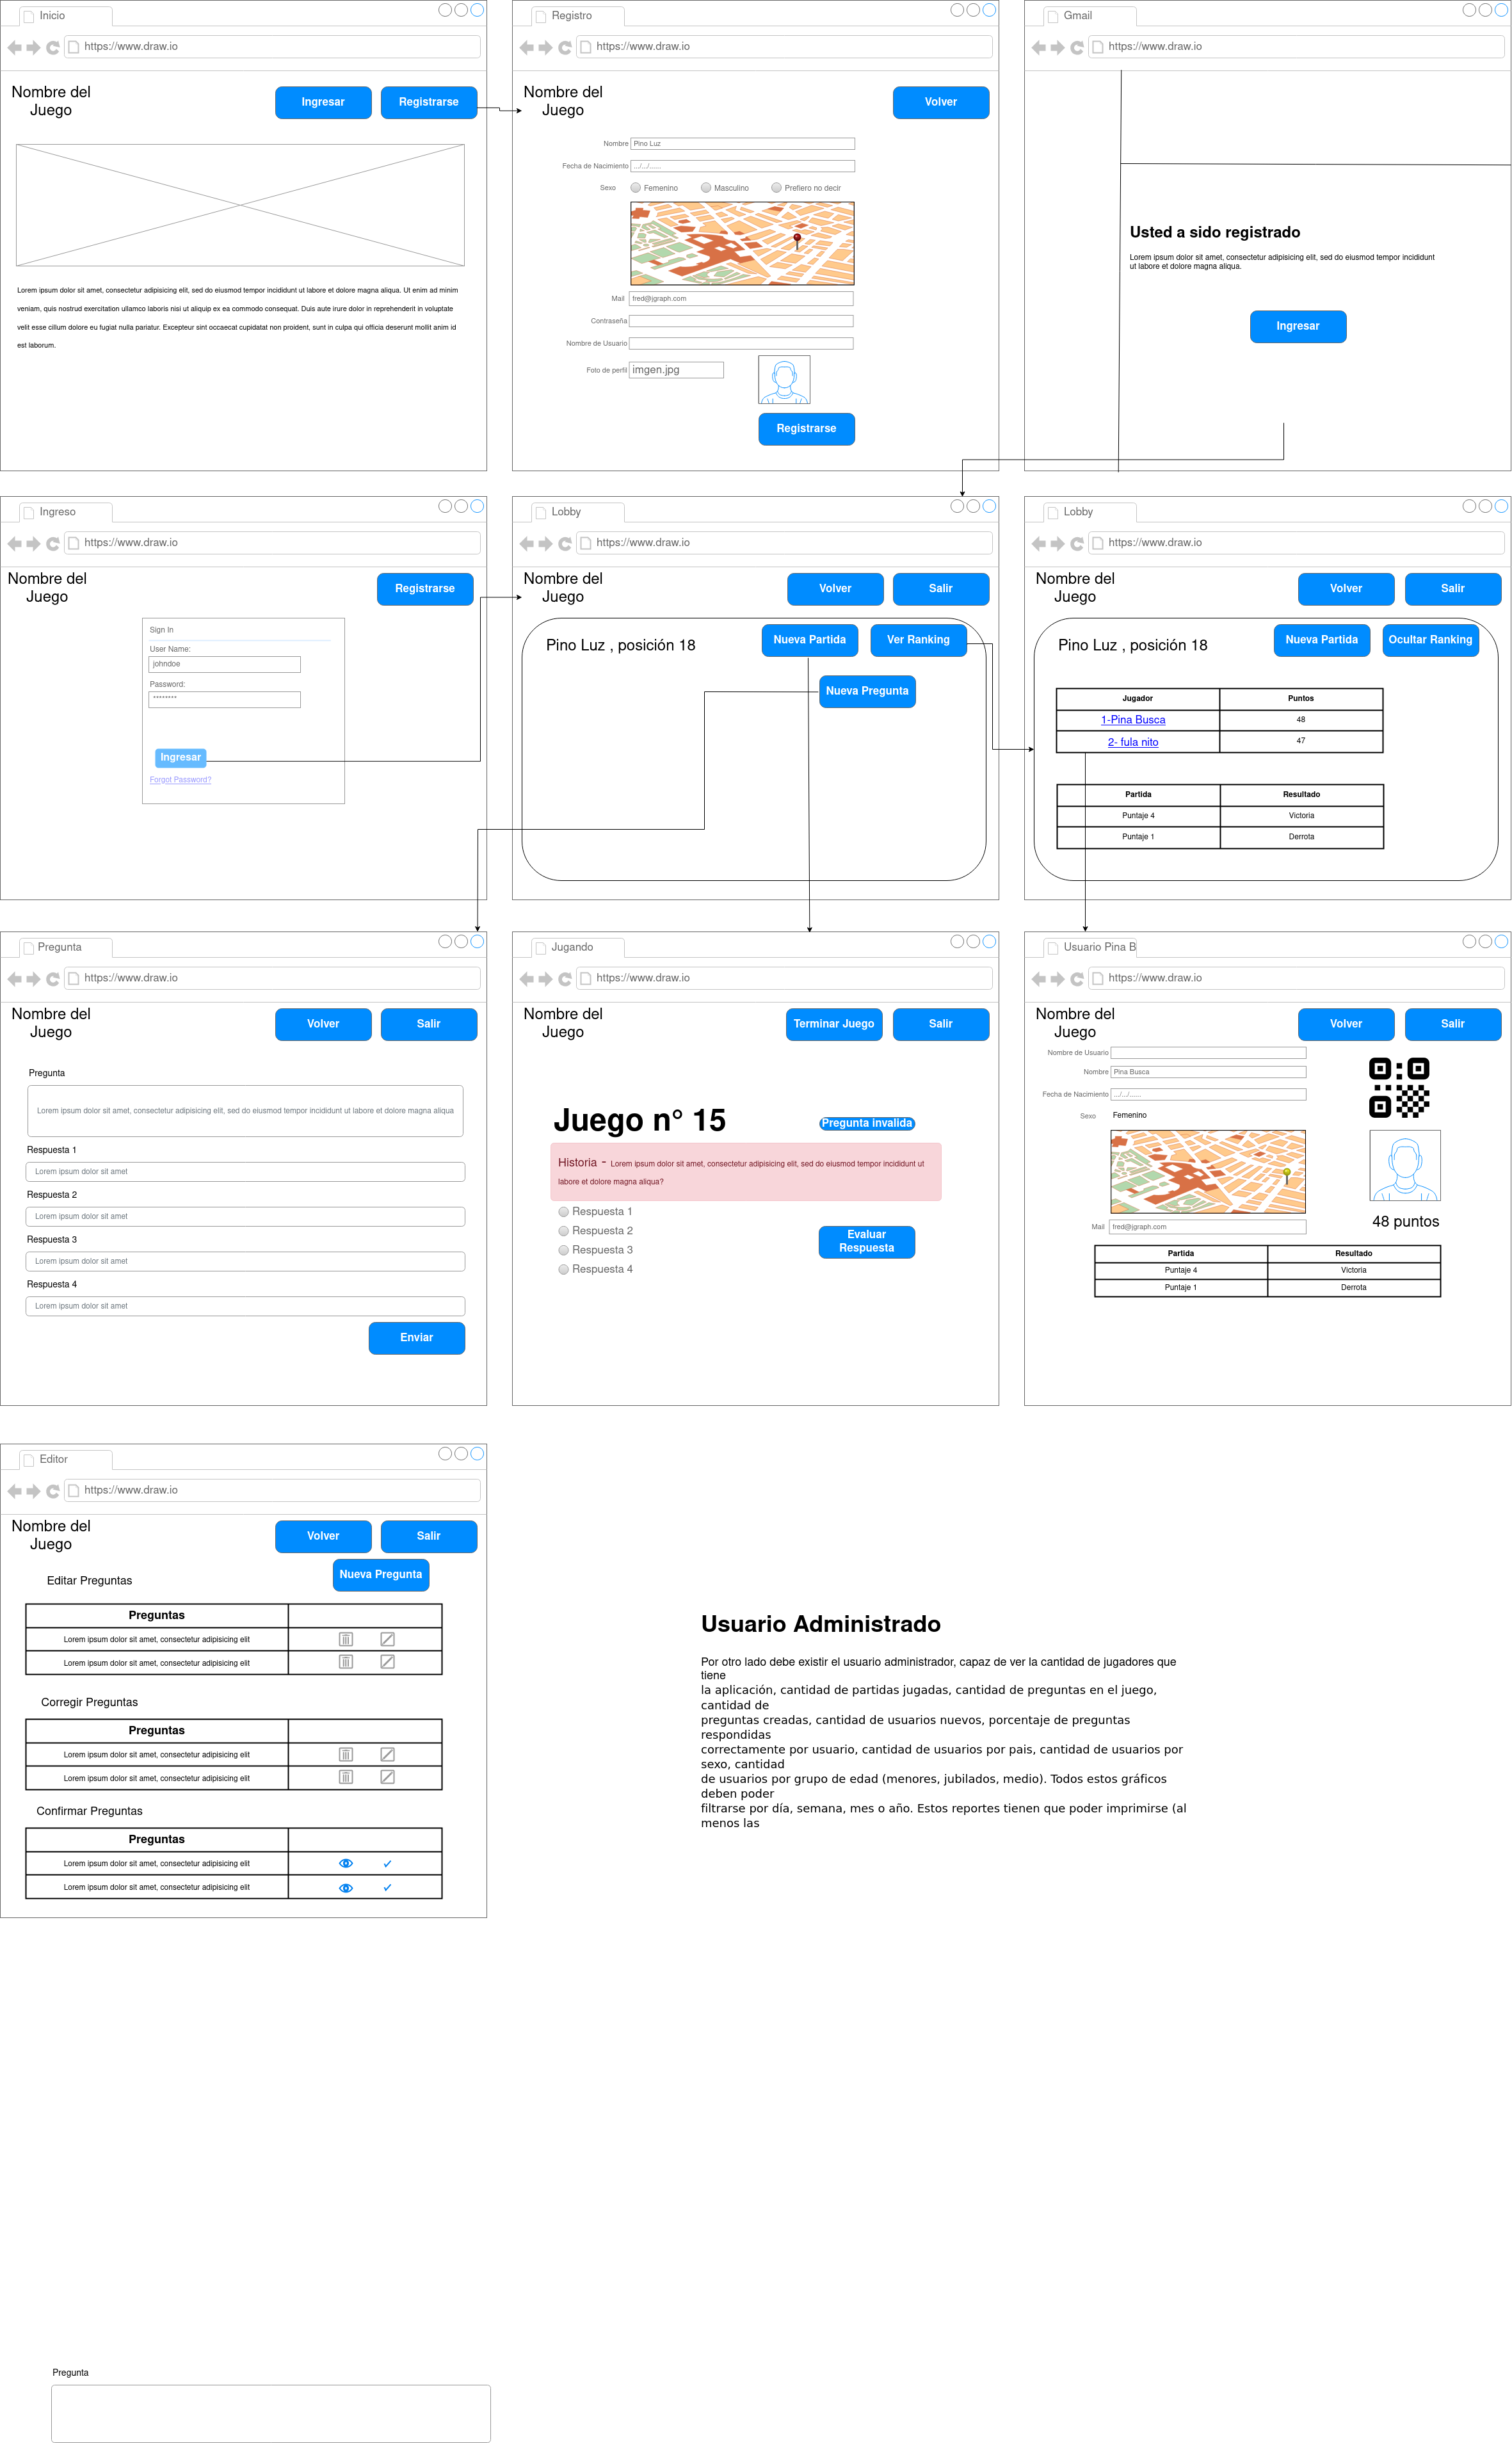 Inicio
https://www.draw.io
Nombre del
Juego
Ingresar
Registrarse
Lorem ipsum dolor sit amet, consectetur adipisicing elit, sed do eiusmod tempor incididunt ut labore et dolore magna aliqua. Ut enim ad minim
veniam, quis nostrud exercitation ullamco laboris nisi ut aliquip ex ea commodo consequat. Duis aute irure dolor in reprehenderit in voluptate
velit esse cillum dolore eu fugiat nulla pariatur. Excepteur sint occaecat cupidatat non proident, sunt in culpa qui officia deserunt mollit anim id
est laborum.
Registro
https://www.draw.io
Nombre del
Juego
Volver
Nombre
Pino Luz
Fecha de Nacimiento
.../.../......
Sexo
Femenino
Masculino
Prefiero no decir
Mail
fred@jgraph.com
Contraseña
Nombre de Usuario
Foto de perfil
imgen.jpg
Registrarse
Gmail
https://www.draw.io
Usted a sido registrado
Lorem ipsum dolor sit amet, consectetur adipisicing elit, sed do eiusmod tempor incididunt
ut labore et dolore magna aliqua.
Ingresar
Ingreso
https://www.draw.io
Nombre del
Juego
Registrarse
Sign In
User Name:
johndoe
Password:
********
Ingresar
Forgot Password?
Lobby
https://www.draw.io
Nombre del
Juego
Volver
Salir
Pino Luz , posición 18
Nueva Partida
Ver Ranking
Nueva Pregunta
Lobby
https://www.draw.io
Nombre del
Juego
Volver
Salir
Pino Luz , posición 18
Nueva Partida
Ocultar Ranking
Jugador
Puntos
1-Pina Busca
48
2- fula nito
47
Partida
Resultado
Puntaje 4
Victoria
Puntaje 1
Derrota
Pregunta
https://www.draw.io
Nombre del
Juego
Volver
Salir
Pregunta
Lorem ipsum dolor sit amet, consectetur adipisicing elit, sed do eiusmod tempor incididunt ut labore et dolore magna aliqua
Respuesta 1
Lorem ipsum dolor sit amet
Respuesta 2
Lorem ipsum dolor sit amet
Respuesta 3
Lorem ipsum dolor sit amet
Respuesta 4
Lorem ipsum dolor sit amet
Enviar
Jugando
https://www.draw.io
Nombre del
Juego
Terminar Juego
Salir
Juego n° 15
Pregunta invalida
Historia - Lorem ipsum dolor sit amet, consectetur adipisicing elit, sed do eiusmod tempor incididunt ut
labore et dolore magna aliqua?
Respuesta 1
Respuesta 2
Respuesta 3
Respuesta 4
Evaluar
Respuesta
Usuario Pina B
https://www.draw.io
Nombre del
Juego
Volver
Salir
Nombre de Usuario
Nombre
Pina Busca
Fecha de Nacimiento
.../.../......
Sexo
Femenino
Mail
fred@jgraph.com
48 puntos
Partida
Resultado
Puntaje 4
Victoria
Puntaje 1
Derrota
Editor
https://www.draw.io
Nombre del
Juego
Volver
Salir
Nueva Pregunta
Editar Preguntas
Preguntas
Lorem ipsum dolor sit amet, consectetur adipisicing elit
Lorem ipsum dolor sit amet, consectetur adipisicing elit
Corregir Preguntas
Preguntas
Lorem ipsum dolor sit amet, consectetur adipisicing elit
Lorem ipsum dolor sit amet, consectetur adipisicing elit
Confirmar Preguntas
Preguntas
Lorem ipsum dolor sit amet, consectetur adipisicing elit
Lorem ipsum dolor sit amet, consectetur adipisicing elit
Usuario Administrado
Por otro lado debe existir el usuario administrador, capaz de ver la cantidad de jugadores que
tiene
la aplicación, cantidad de partidas jugadas, cantidad de preguntas en el juego,
cantidad de
preguntas creadas, cantidad de usuarios nuevos, porcentaje de preguntas
respondidas
correctamente por usuario, cantidad de usuarios por pais, cantidad de usuarios por
sexo, cantidad
de usuarios por grupo de edad (menores, jubilados, medio). Todos estos gráficos
deben poder
filtrarse por día, semana, mes o año. Estos reportes tienen que poder imprimirse (al
menos las
Pregunta